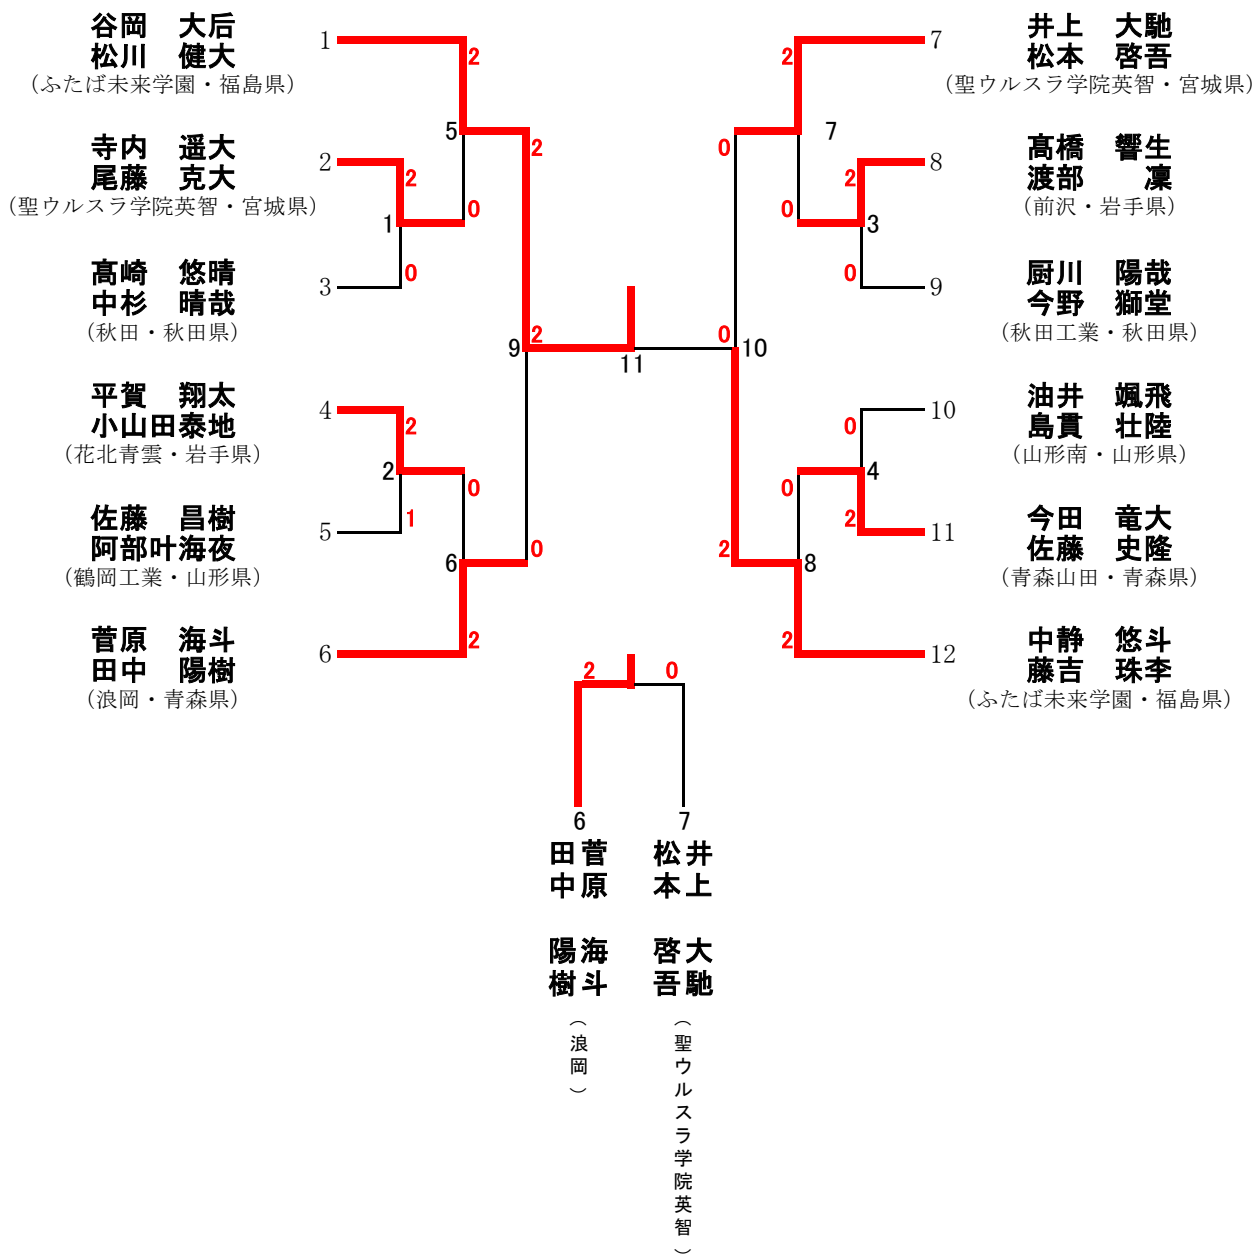 谷岡　大后
松川　健大
（ふたば未来学園・福島県）
1
寺内　遥大
尾藤　克大
（聖ウルスラ学院英智・宮城県）
2
髙崎　悠晴
中杉　晴哉
（秋田・秋田県）
3
平賀　翔太
小山田泰地
（花北青雲・岩手県）
4
佐藤　昌樹
阿部叶海夜
（鶴岡工業・山形県）
5
菅原　海斗
田中　陽樹
（浪岡・青森県）
6
2
5
2
2
1
0
0
2
9
11
2
2
0
1
6
0
2
2
7
0
2
0
3
0
0
10
0
0
4
2
2
8
2
井上　大馳
松本　啓吾
（聖ウルスラ学院英智・宮城県）
7
髙橋　響生
渡部　　凜
（前沢・岩手県）
8
厨川　陽哉
今野　獅堂
（秋田工業・秋田県）
9
油井　颯飛
島貫　壮陸
（山形南・山形県）
10
今田　竜大
佐藤　史隆
（青森山田・青森県）
11
中静　悠斗
藤吉　珠李
（ふたば未来学園・福島県）
12
2
0
6
7
菅原　海斗
田中　陽樹
（浪岡）
井上　大馳
松本　啓吾
（聖ウルスラ学院英智）